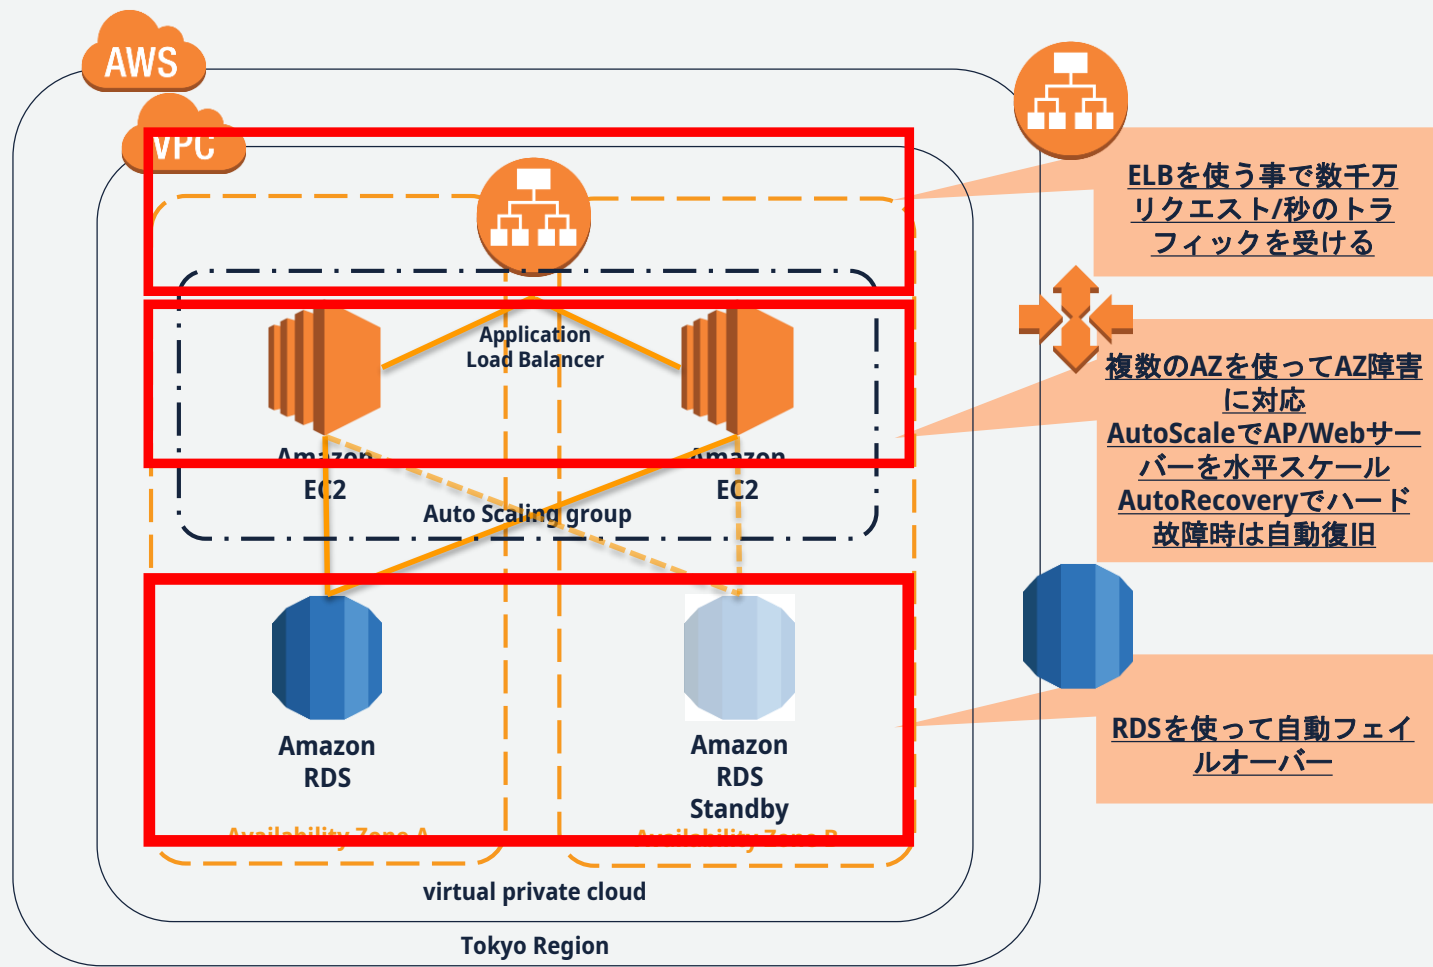 AWS
VPC
ELBを使う事で数千万
リクエスト/秒のトラ
フィックを受ける
Application
Load Balancer
複数のAZを使ってAZ障害
に対応
AutoScaleでAP/Webサー
バーを水平スケール
AutoRecoveryでハード
故障時は自動復旧
Amazon
EC2
Amazon
EC2
Auto Scaling group
Amazon
RDS
Amazon
RDS
Standby
RDSを使って自動フェイ
ルオーバー
Availability Zone A
Availability Zone B
virtual private cloud
Tokyo Region